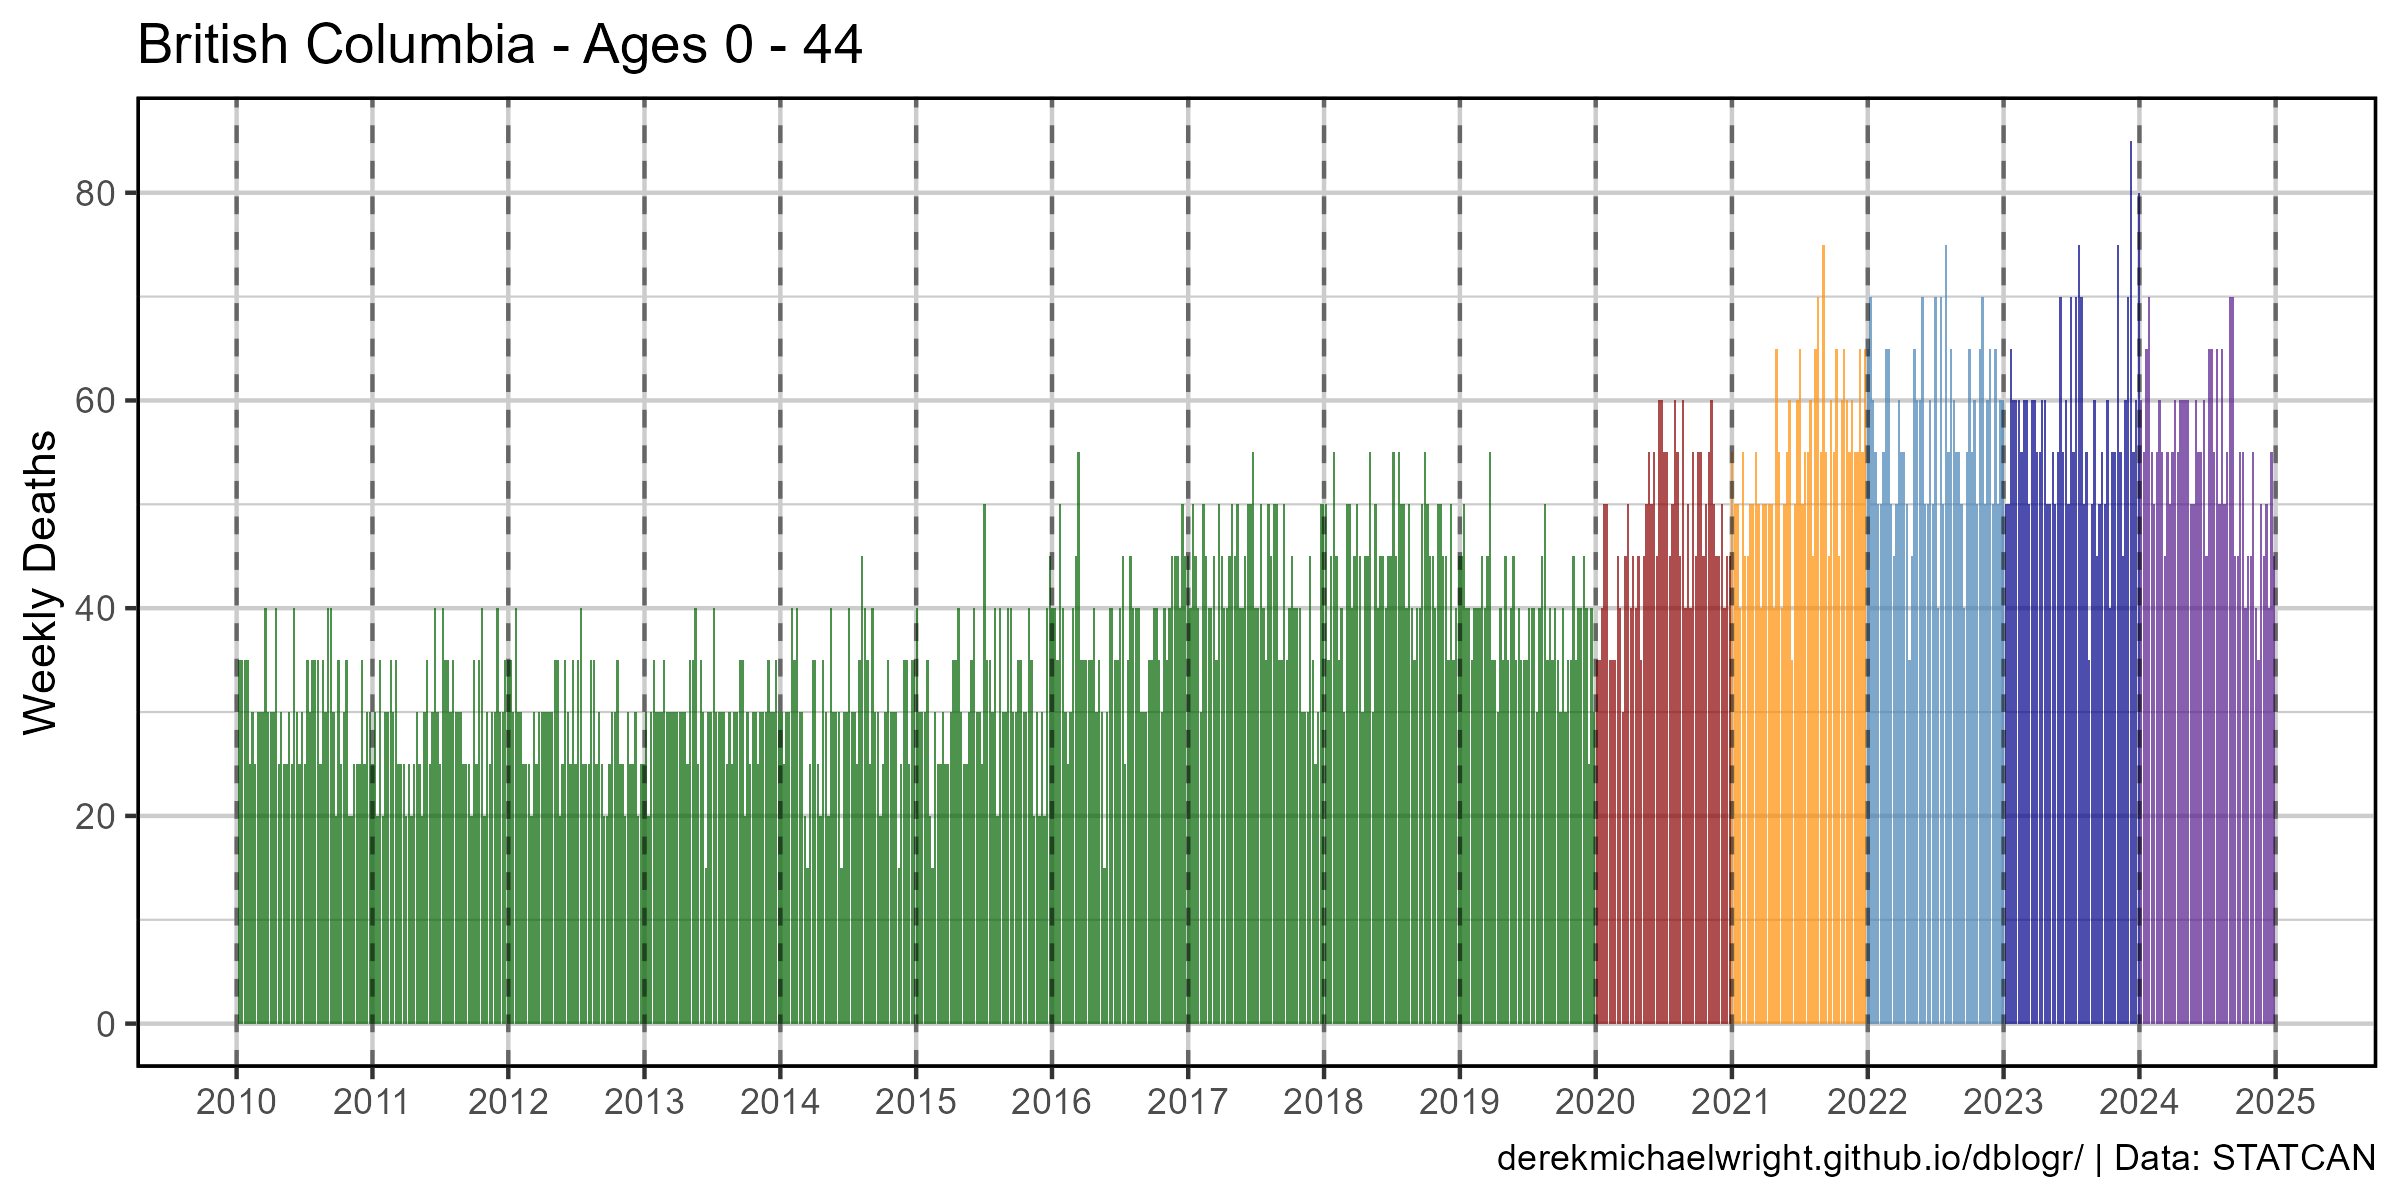 British Columbia - Ages 0 - 44
Weekly Deaths
80
60
40
20
0
2010 2011 2012 2013 2014 2015 2016 2017 2018 2019 2020 2021 2022 2023 2024 2025
derekmichaelwright.github.io/dblogr/ | Data: STATCAN